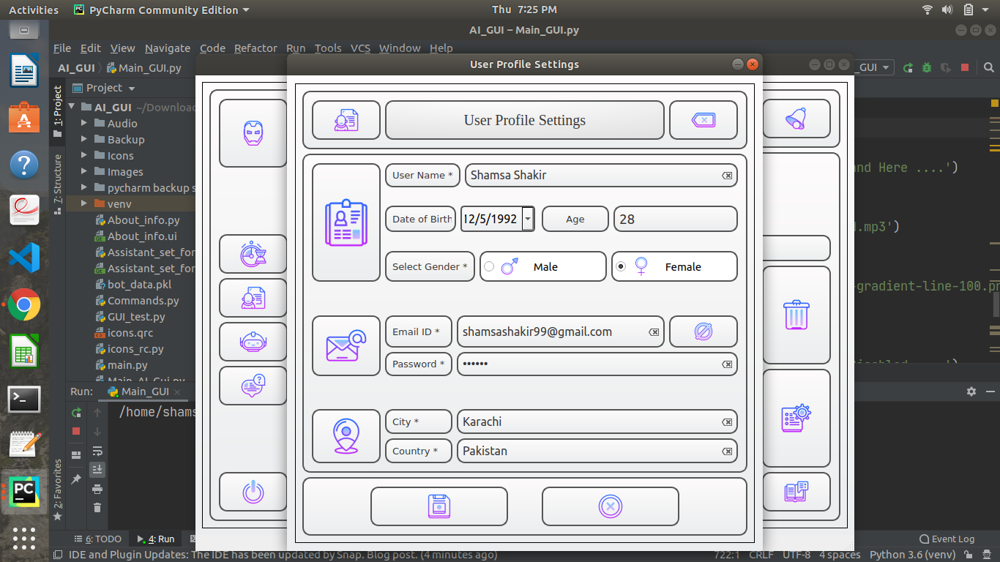 Activities PyCharm Community Edition Thu 7:25 PM
AI_GUI – Main_GUI.py
File Edit View Navigate Code Refactor Run Tools VCS Window Help
AI_GUI Main_GUI.py _GUI
User Profile Settings
1: Project
Project
AI_GUI ~/Download
Audio
Backup
Icons
Images
pycharm backup s
venv
About_info.py
About_info.ui
Assistant_set_for
Assistant_set_for
bot_data.pkl
Commands.py
GUI_test.py
icons.qrc
icons_rc.py
main.py
Main_AI_Gui.py
7: Structure
2: Favorites
User Profile Settings
User Name * Shamsa Shakir
Date of Birth 12/5/1992 Age 28
Select Gender * Male Female
Email ID * shamsashakir99@gmail.com
Password * ••••••
City * Karachi
Country * Pakistan
and Here ....')
d.mp3')
-gradient-line-100.pn
Run: Main_GUI
/home/shams
6: TODO 4: Run Event Log
IDE and Plugin Updates: The IDE has been updated by Snap. Blog post. (4 minutes ago) 722:1 CRLF UTF-8 4 spaces Python 3.6 (venv)